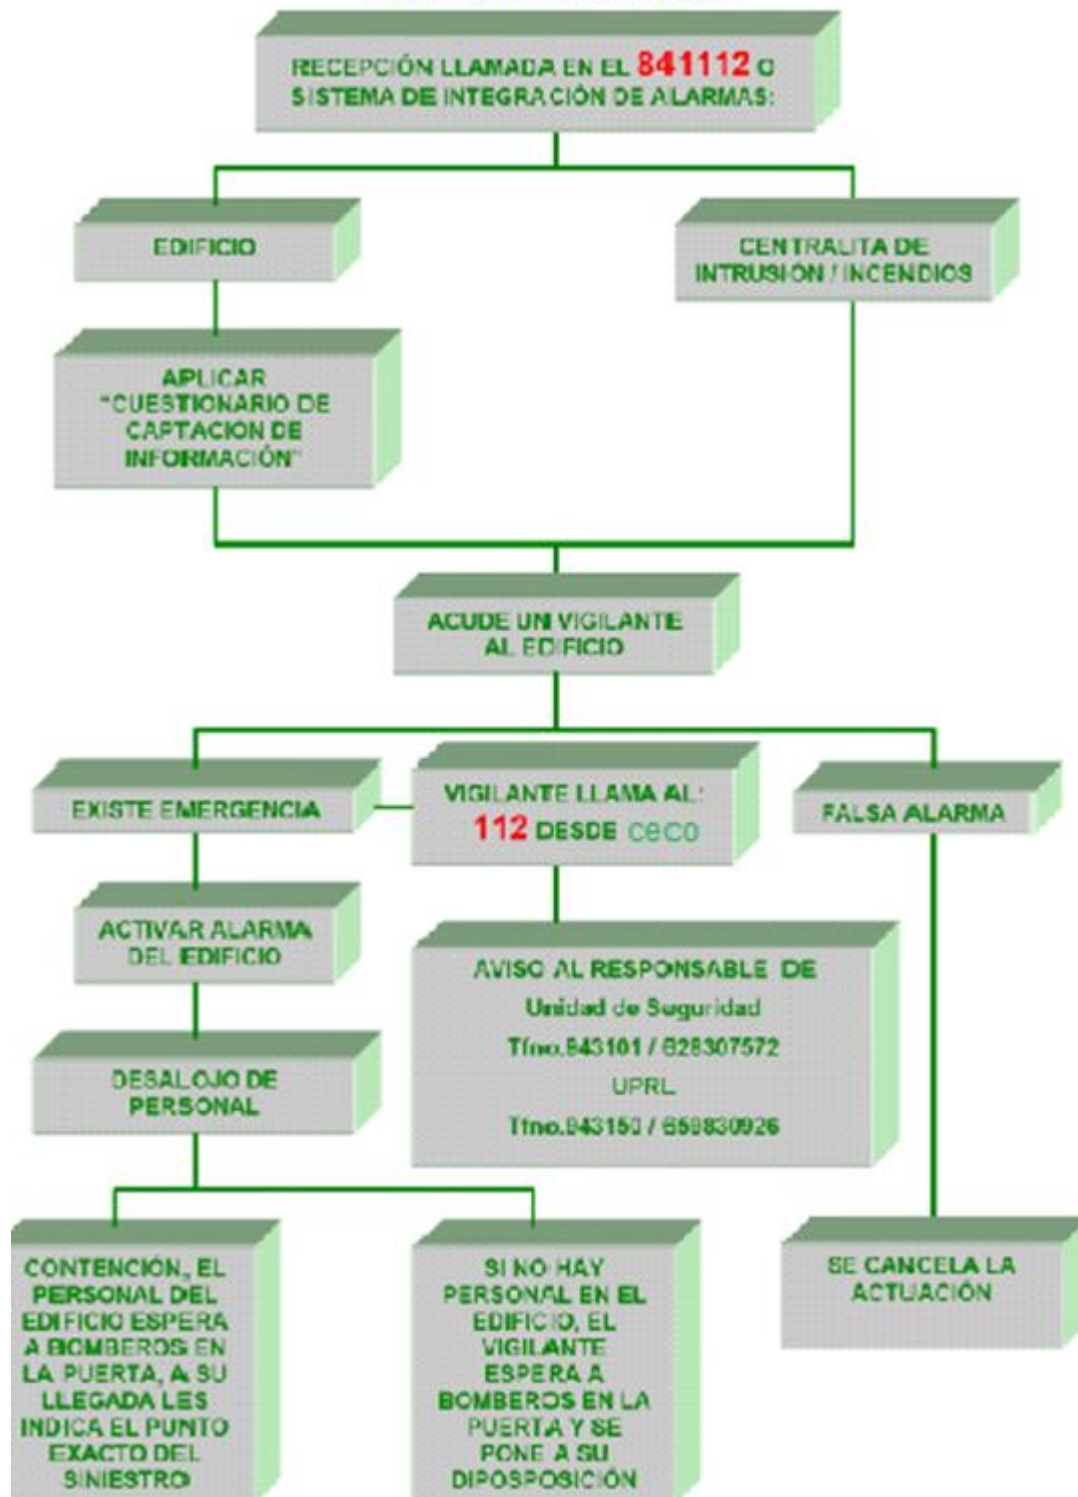 RECEPCIÓN LLAMADA EN EL 841112 O
SISTEMA DE INTEGRACIÓN DE ALARMAS:
EDIFICIO
CENTRALITA DE
INTRUSIÓN / INCENDIOS
APLICAR
"CUESTIONARIO DE
CAPTACIÓN DE
INFORMACIÓN"
ACUDE UN VIGILANTE
AL EDIFICIO
EXISTE EMERGENCIA
VIGILANTE LLAMA AL:
112 DESDE ceco
FALSA ALARMA
ACTIVAR ALARMA
DEL EDIFICIO
AVISO AL RESPONSABLE DE
Unidad de Seguridad
Tfno.843101 / 628307572
UPRL
Tfno.843150 / 659830926
DESALOJO DE
PERSONAL
CONTENCIÓN, EL
PERSONAL DEL
EDIFICIO ESPERA
A BOMBEROS EN
LA PUERTA, A SU
LLEGADA LES
INDICA EL PUNTO
EXACTO DEL
SINIESTRO
SI NO HAY
PERSONAL EN EL
EDIFICIO, EL
VIGILANTE
ESPERA A
BOMBEROS EN LA
PUERTA Y SE
PONE A SU
DIPOSPOSICIÓN
SE CANCELA LA
ACTUACIÓN